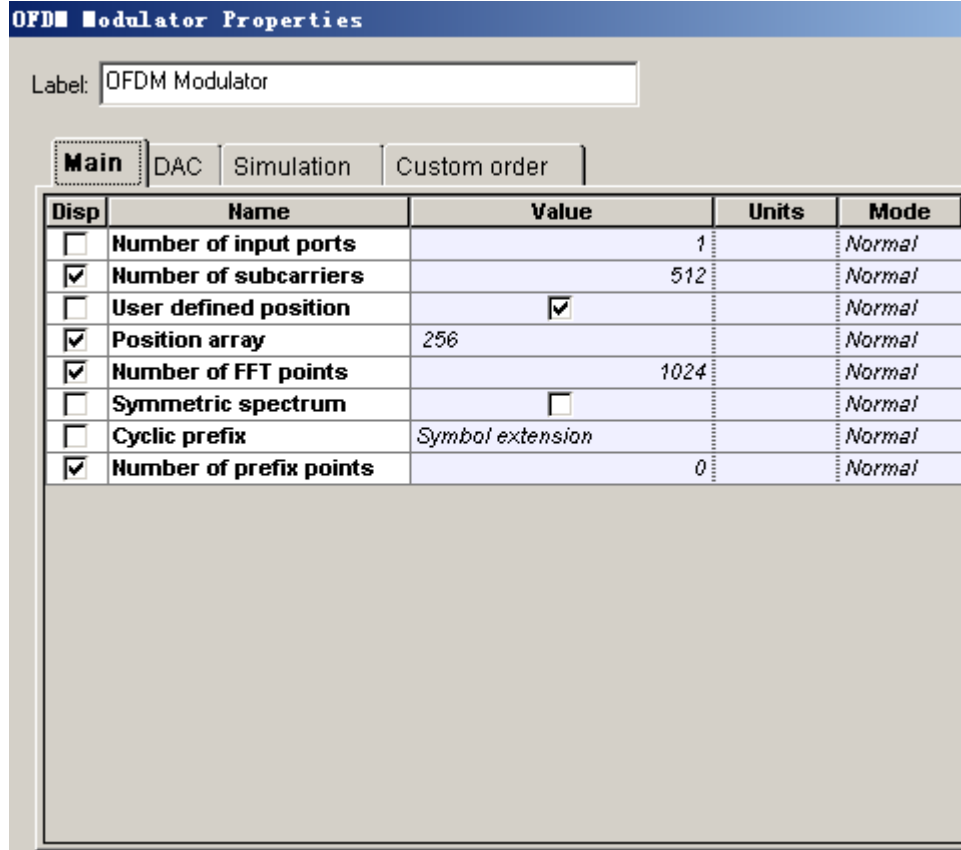 OFDM Modulator Properties
Label: OFDM Modulator
Main DAC Simulation Custom order
Disp Name Value Units Mode
Number of input ports 1 Normal
Number of subcarriers 512 Normal
User defined position Normal
Position array 256 Normal
Number of FFT points 1024 Normal
Symmetric spectrum Normal
Cyclic prefix Symbol extension Normal
Number of prefix points 0 Normal